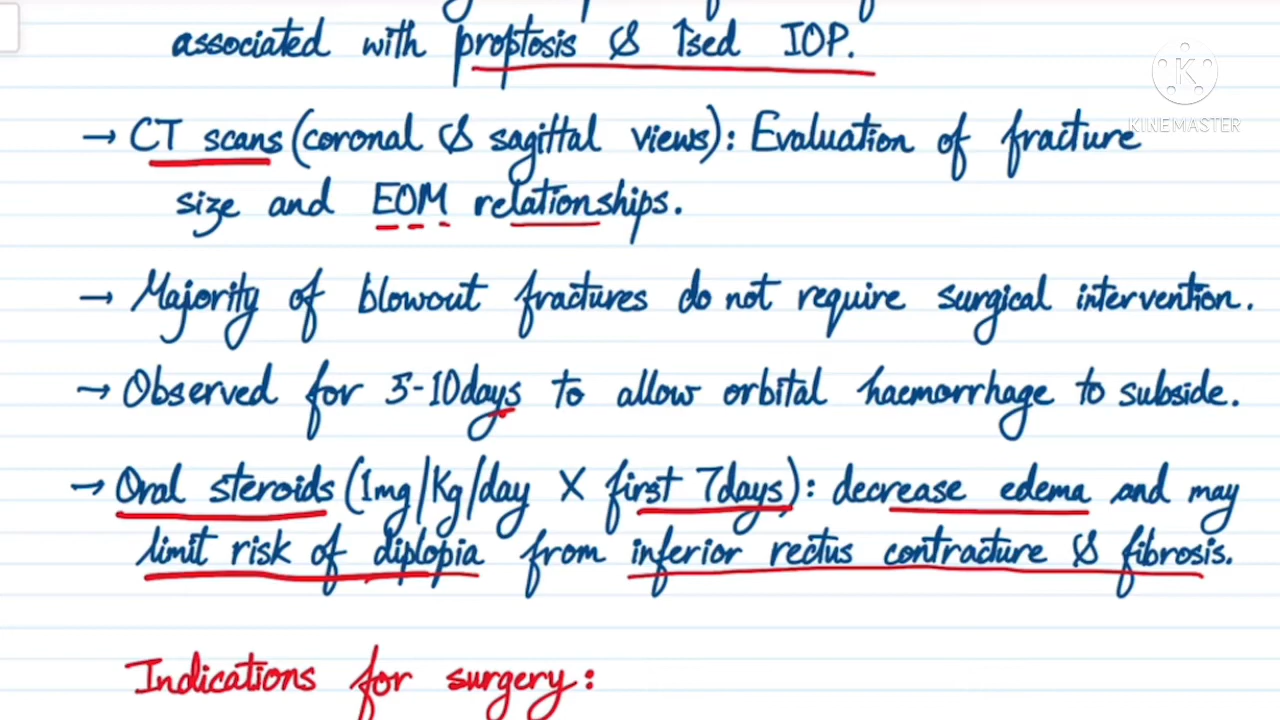 associated with proptosis & ↑sed IOP.
KINEMASTER
→ CT scans (coronal & sagittal views): Evaluation of fracture
size and EOM relationships.
→ Majority of blowout fractures do not require surgical intervention.
→ Observed for 5-10days to allow orbital haemorrhage to subside.
→ Oral steroids (1mg/Kg/day X first 7days): decrease edema and may
limit risk of diplopia from inferior rectus contracture & fibrosis.
Indications for surgery: